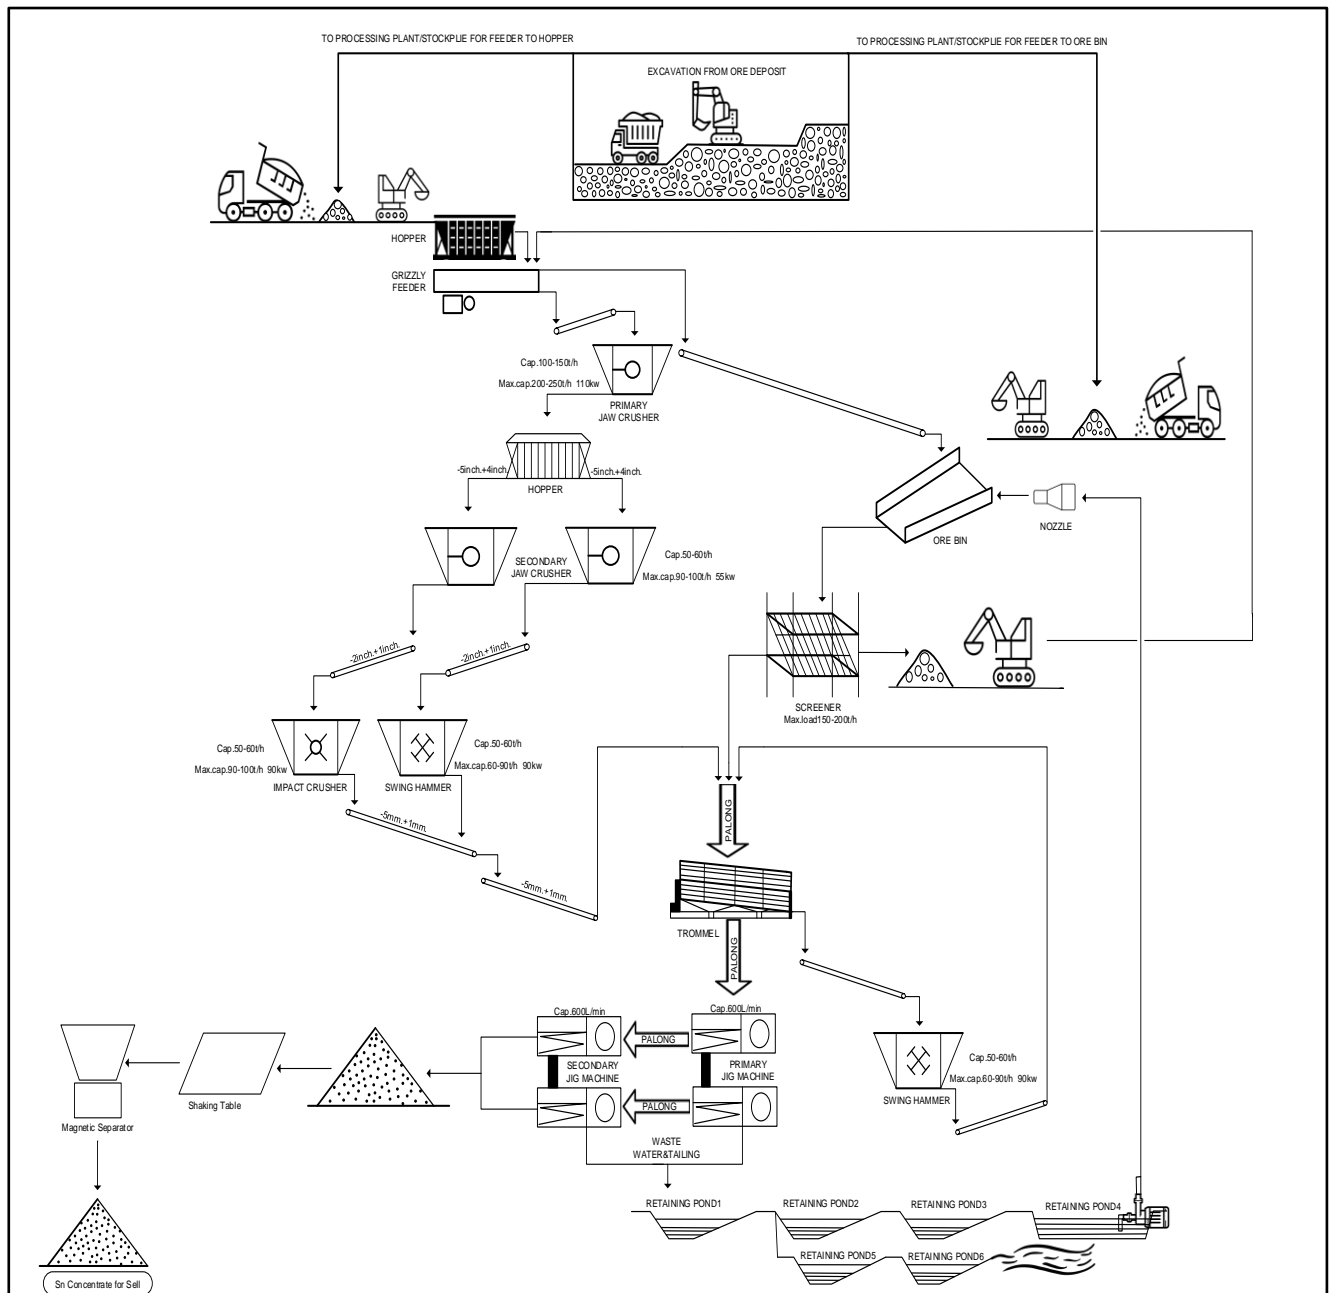 TO PROCESSING PLANT/STOCKPLIE FOR FEEDER TO HOPPER
TO PROCESSING PLANT/STOCKPLIE FOR FEEDER TO ORE BIN
EXCAVATION FROM ORE DEPOSIT
HOPPER
GRIZZLY
FEEDER
Cap.100-150t/h
Max.cap.200-250t/h 110kw
PRIMARY
JAW CRUSHER
-5inch.+4inch.
-5inch.+4inch.
HOPPER
NOZZLE
ORE BIN
SECONDARY
JAW CRUSHER
Cap.50-60t/h
Max.cap.90-100t/h 55kw
-2inch.+1inch.
-2inch.+1inch.
SCREENER
Max.load150-200t/h
Cap.50-60t/h
Max.cap.90-100t/h 90kw
IMPACT CRUSHER
Cap.50-60t/h
Max.cap.60-90t/h 90kw
SWING HAMMER
-5mm.+1mm.
-5mm.+1mm.
PALONG
TROMMEL
PALONG
Cap.600L/min
Cap.600L/min
PALONG
SECONDARY
JIG MACHINE
PRIMARY
JIG MACHINE
PALONG
Cap.50-60t/h
Max.cap.60-90t/h 90kw
SWING HAMMER
Shaking Table
Magnetic Separator
WASTE
WATER&TAILING
RETAINING POND1
RETAINING POND2
RETAINING POND3
RETAINING POND4
RETAINING POND5
RETAINING POND6
Sn Concentrate for Sell